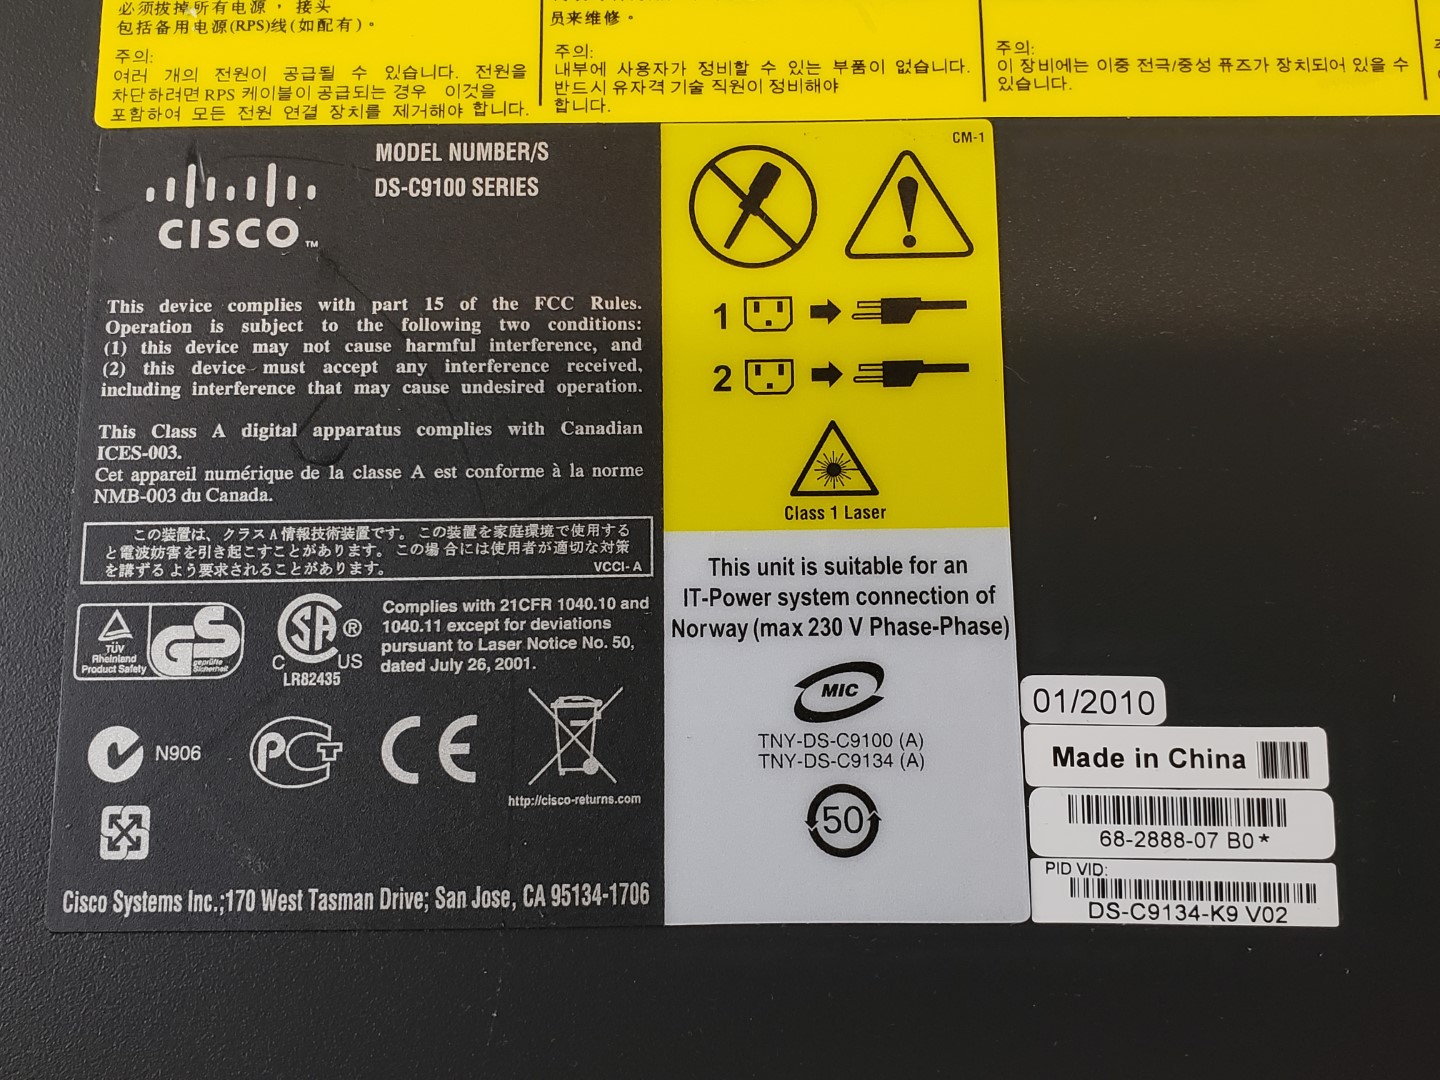 必须拔掉所有电源，接头
包括备用电源(RPS)线(如配有)。
주의:
여러 개의 전원이 공급될 수 있습니다. 전원을
차단하려면 RPS 케이블이 공급되는 경우 이것을
포함하여 모든 전원 연결 장치를 제거해야 합니다.
员来维修。
주의:
내부에 사용자가 정비할 수 있는 부품이 없습니다.
반드시 유자격 기술 직원이 정비해야
합니다.
주의:
이 장비에는 이중 전극/중성 퓨즈가 장치되어 있을 수
있습니다.
CISCO™
MODEL NUMBER/S
DS-C9100 SERIES
This device complies with part 15 of the FCC Rules.
Operation is subject to the following two conditions:
(1) this device may not cause harmful interference, and
(2) this device must accept any interference received,
including interference that may cause undesired operation.
This Class A digital apparatus complies with Canadian
ICES-003.
Cet appareil numérique de la classe A est conforme à la norme
NMB-003 du Canada.
この装置は、クラス A 情報技術装置です。この装置を家庭環境で使用する
と電波妨害を引き起こすことがあります。この場合には使用者が適切な対策
を講ずるよう要求されることがあります。
VCCI-A
TÜV
Rheinland
Product Safety
GS
geprüfte
Sicherheit
SA ®
C US
LR82435
Complies with 21CFR 1040.10 and
1040.11 except for deviations
pursuant to Laser Notice No. 50,
dated July 26, 2001.
N906
PCT
CE
http://cisco-returns.com
Cisco Systems Inc.;170 West Tasman Drive; San Jose, CA 95134-1706
CM-1
1
2
Class 1 Laser
This unit is suitable for an
IT-Power system connection of
Norway (max 230 V Phase-Phase)
MIC
TNY-DS-C9100 (A)
TNY-DS-C9134 (A)
50
01/2010
Made in China
68-2888-07 B0*
PID VID:
DS-C9134-K9 V02